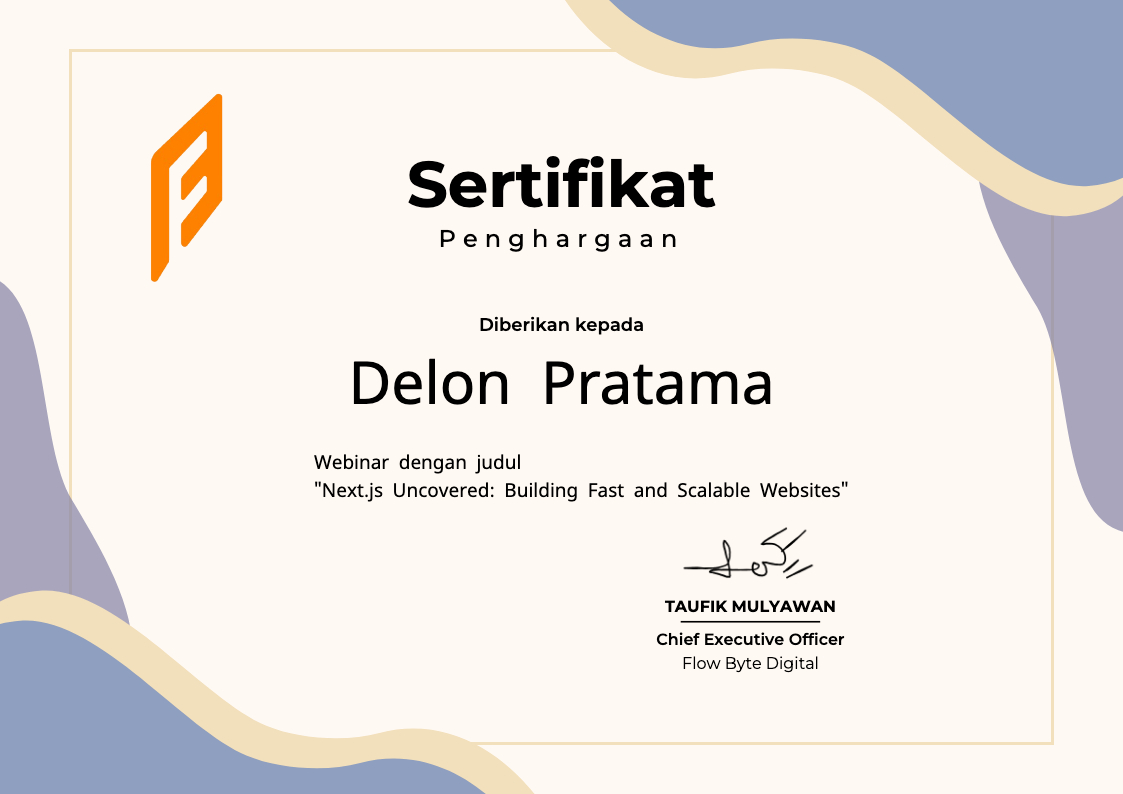 Sertifikat
Penghargaan
Diberikan kepada
Delon Pratama
Webinar dengan judul
"Next.js Uncovered: Building Fast and Scalable Websites"
TAUFIK MULYAWAN
Chief Executive Officer
Flow Byte Digital